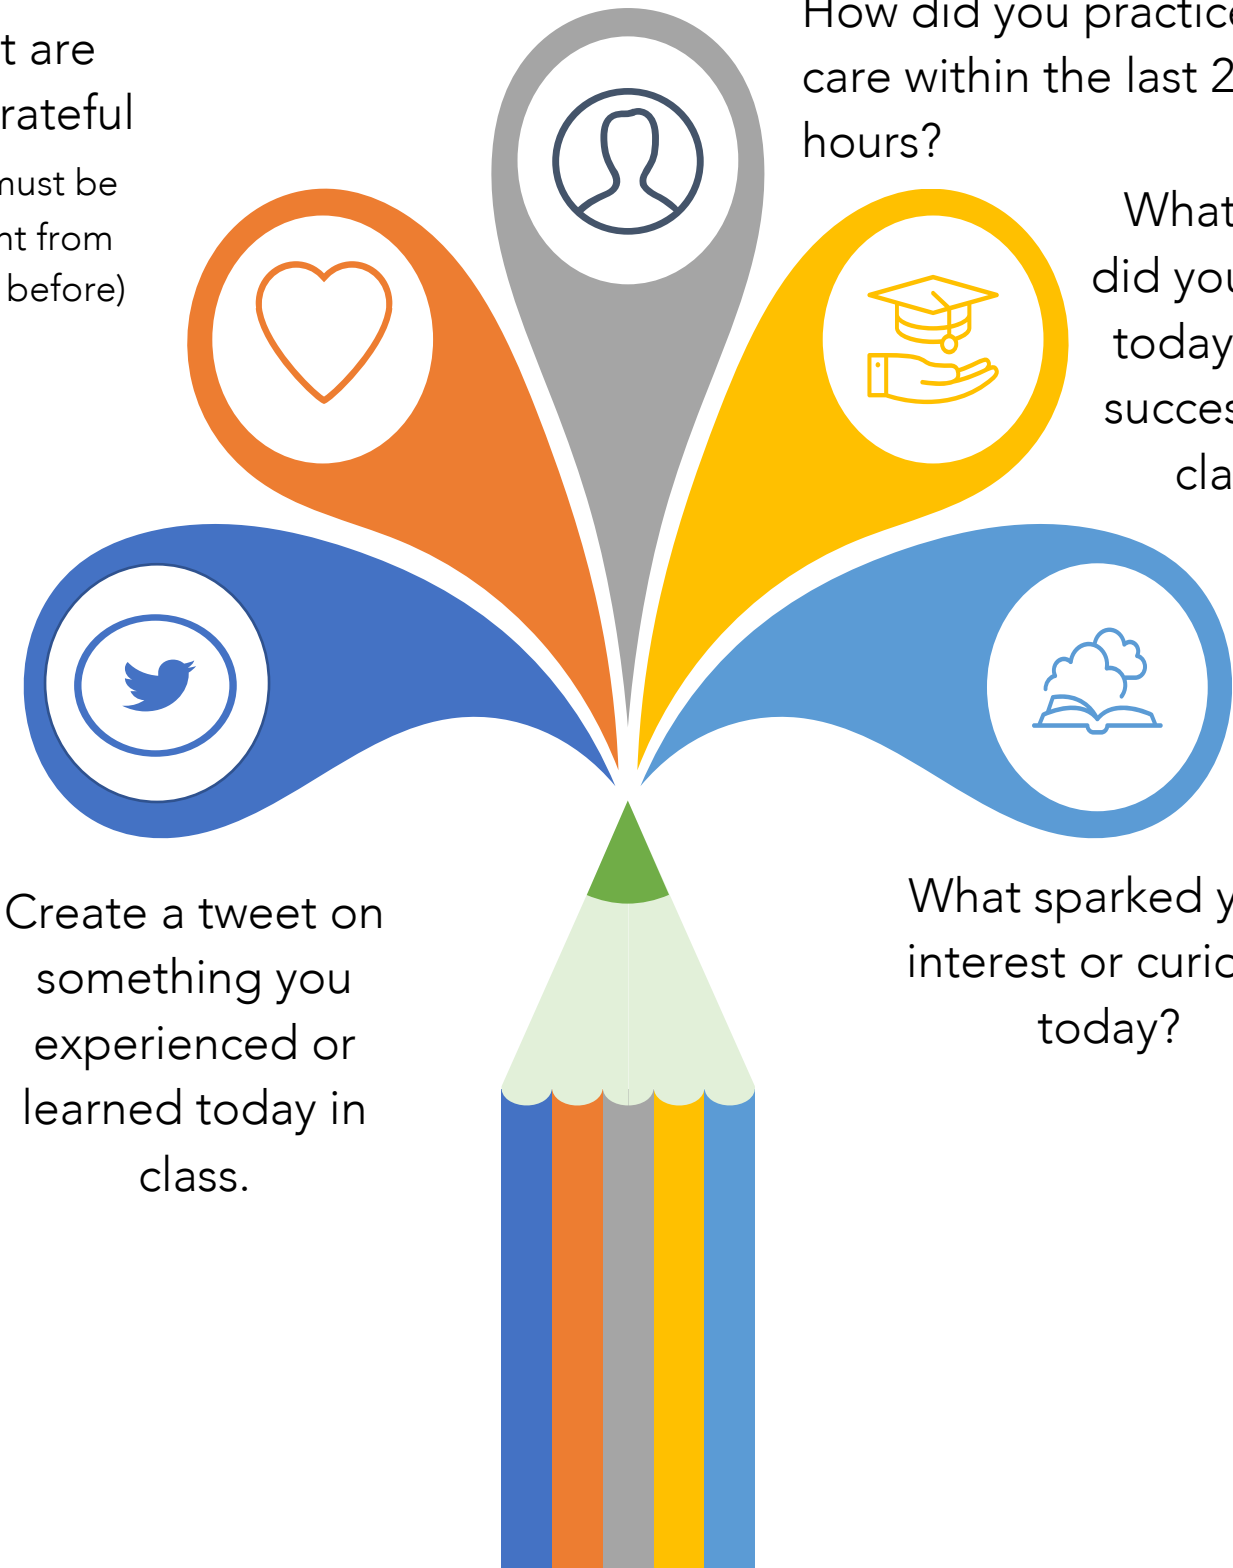 t are
rateful
must be
nt from
before)
How did you practice
care within the last 2
hours?
What
did you
today
succes
cla
Create a tweet on
something you
experienced or
learned today in
class.
What sparked y
interest or curio
today?